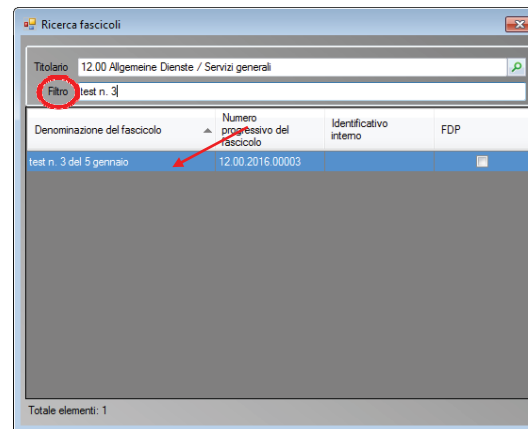 Ricerca fascicoli
Titolario 12.00 Allgemeine Dienste / Servizi generali
Filtro test n. 3
Denominazione del fascicolo
Numero
progressivo del
fascicolo
Identificativo
interno
FDP
test n. 3 del 5 gennaio 12.00.2016.00003
Totale elementi: 1